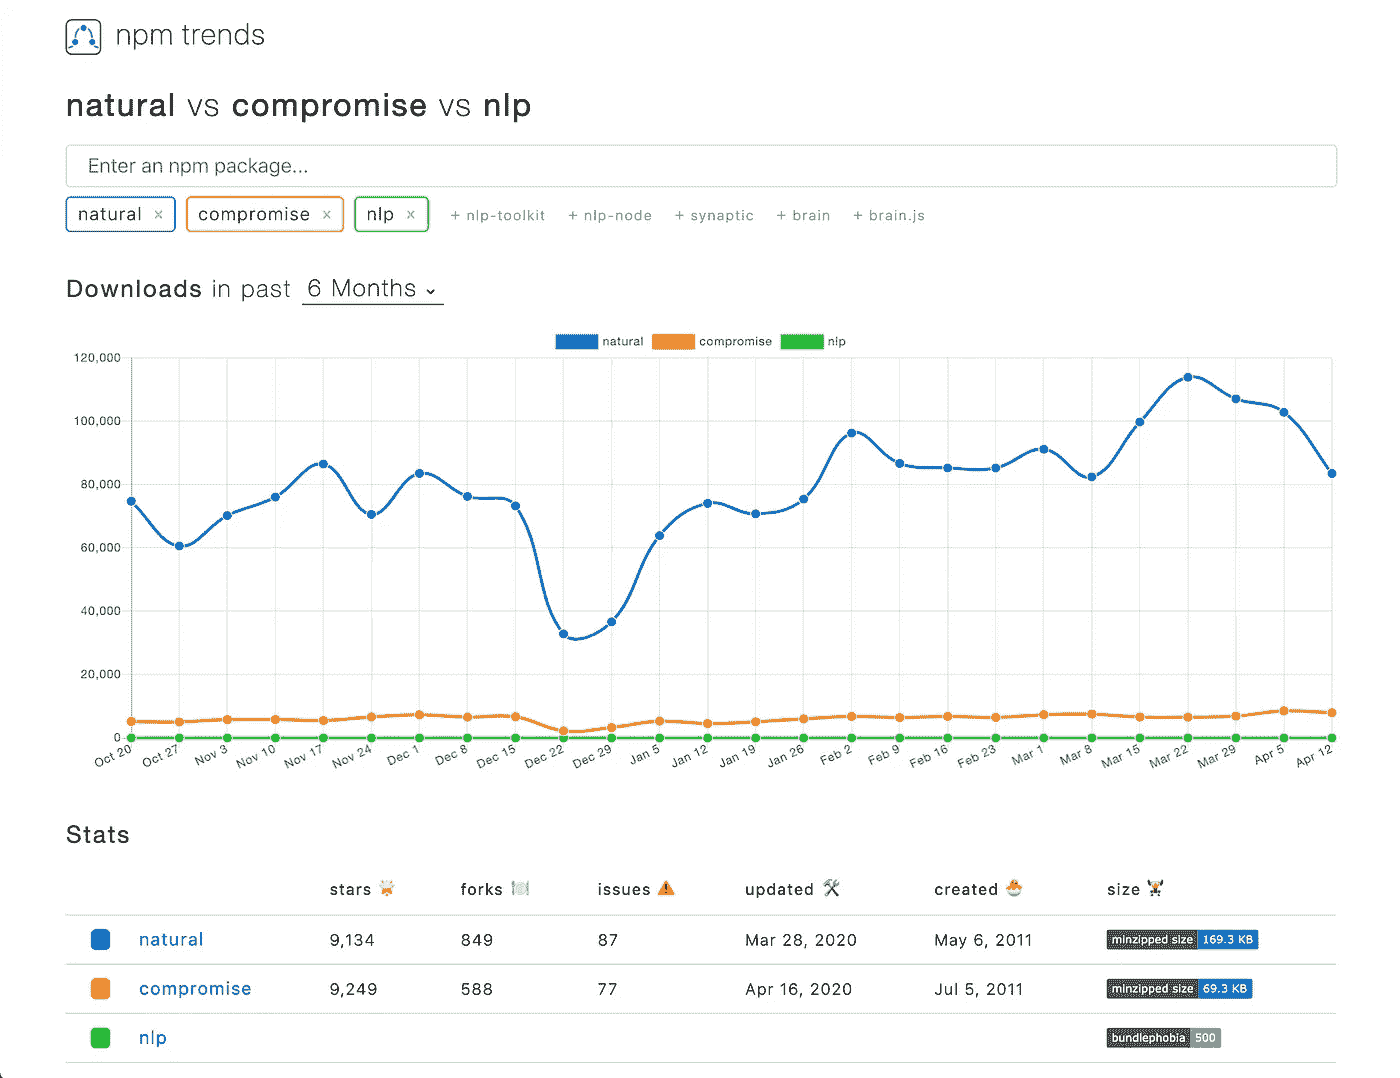 npm trends
natural vs compromise vs nlp
Enter an npm package...
natural × compromise × nlp × + nlp-toolkit + nlp-node + synaptic + brain + brain.js
Downloads in past 6 Months
natural compromise nlp
120,000
100,000
80,000
60,000
40,000
20,000
0
Oct 20 Oct 27 Nov 3 Nov 10 Nov 17 Nov 24 Dec 1 Dec 8 Dec 15 Dec 22 Dec 29 Jan 5 Jan 12 Jan 19 Jan 26 Feb 2 Feb 9 Feb 16 Feb 23 Mar 1 Mar 8 Mar 15 Mar 22 Mar 29 Apr 5 Apr 12
Stats
stars forks issues updated created size
natural 9,134 849 87 Mar 28, 2020 May 6, 2011 minzipped size 169.3 KB
compromise 9,249 588 77 Apr 16, 2020 Jul 5, 2011 minzipped size 69.3 KB
nlp bundlephobia 500